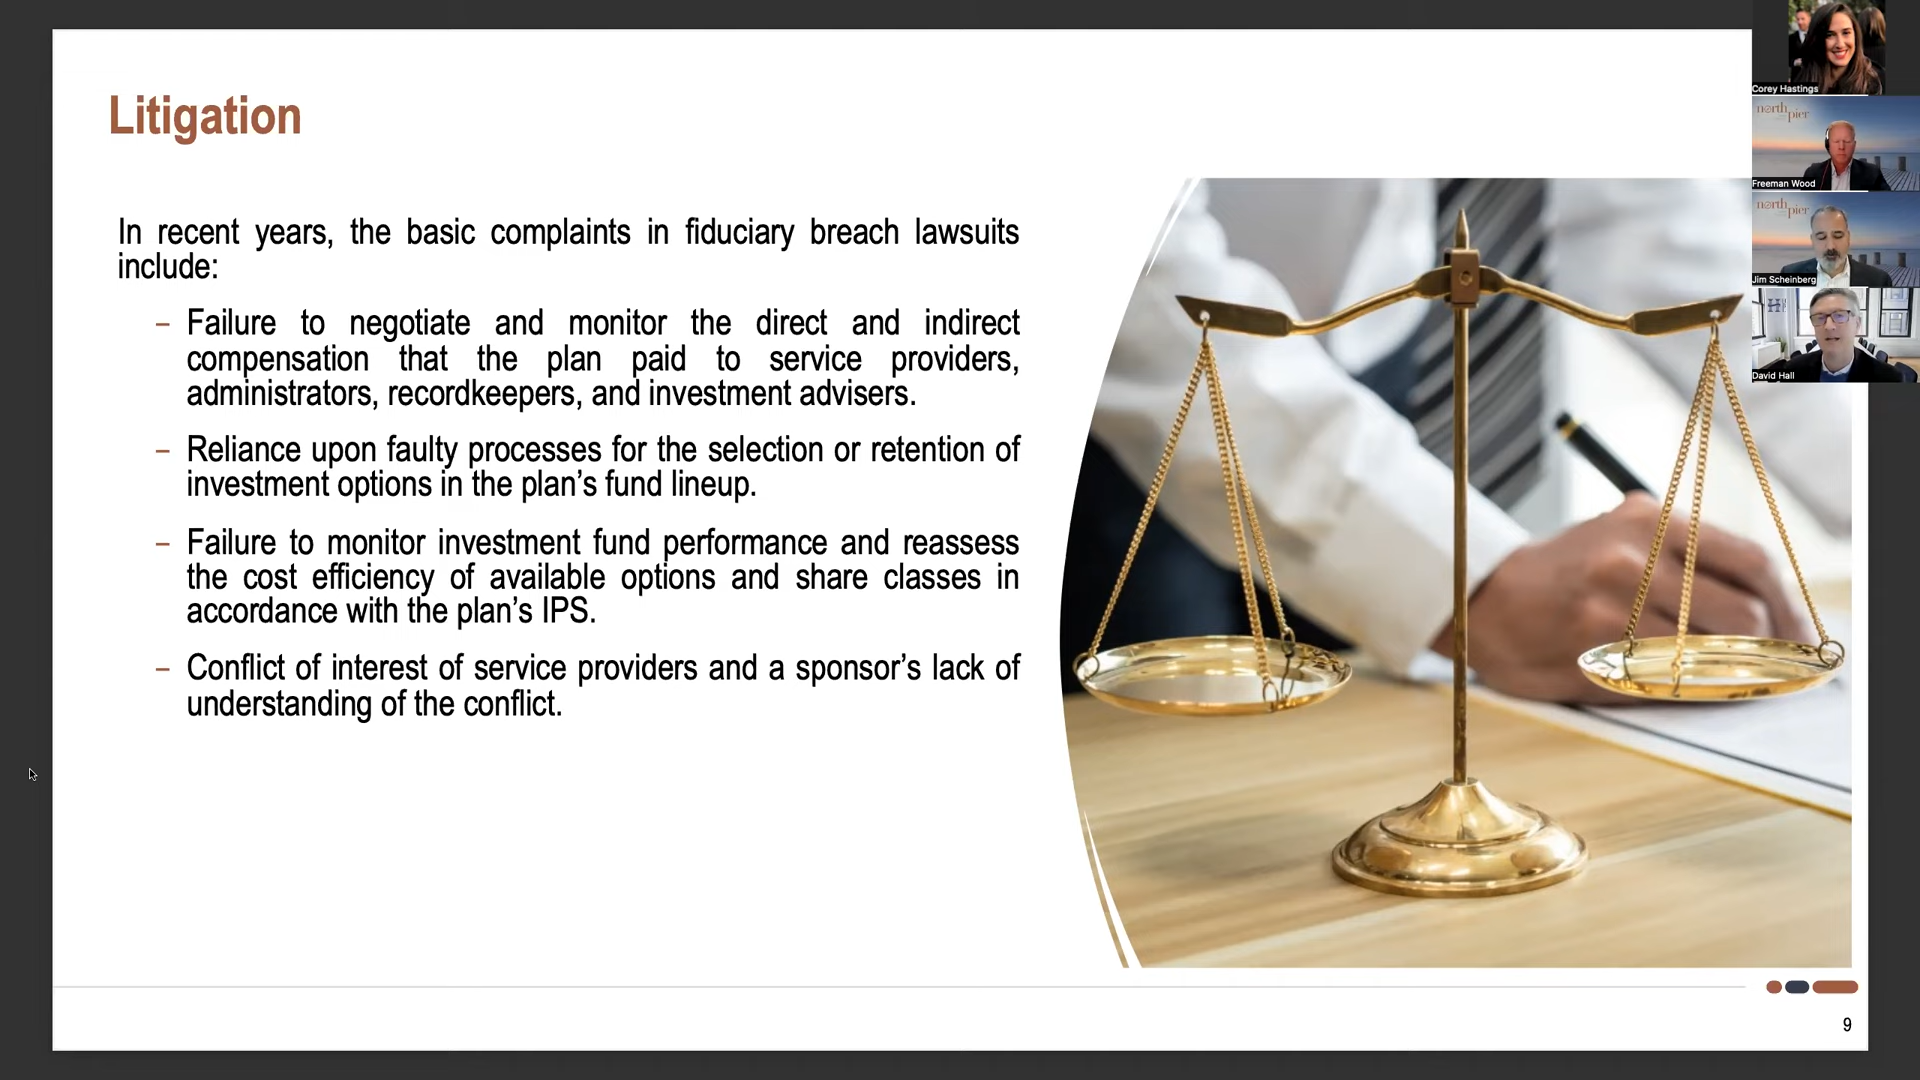 Litigation
In recent years, the basic complaints in fiduciary breach lawsuits
include:
– Failure to negotiate and monitor the direct and indirect
compensation that the plan paid to service providers,
administrators, recordkeepers, and investment advisers.
– Reliance upon faulty processes for the selection or retention of
investment options in the plan’s fund lineup.
– Failure to monitor investment fund performance and reassess
the cost efficiency of available options and share classes in
accordance with the plan’s IPS.
– Conflict of interest of service providers and a sponsor’s lack of
understanding of the conflict.
9
Corey Hastings
north
pier
Freeman Wood
north
pier
Jim Scheinberg
David Hall